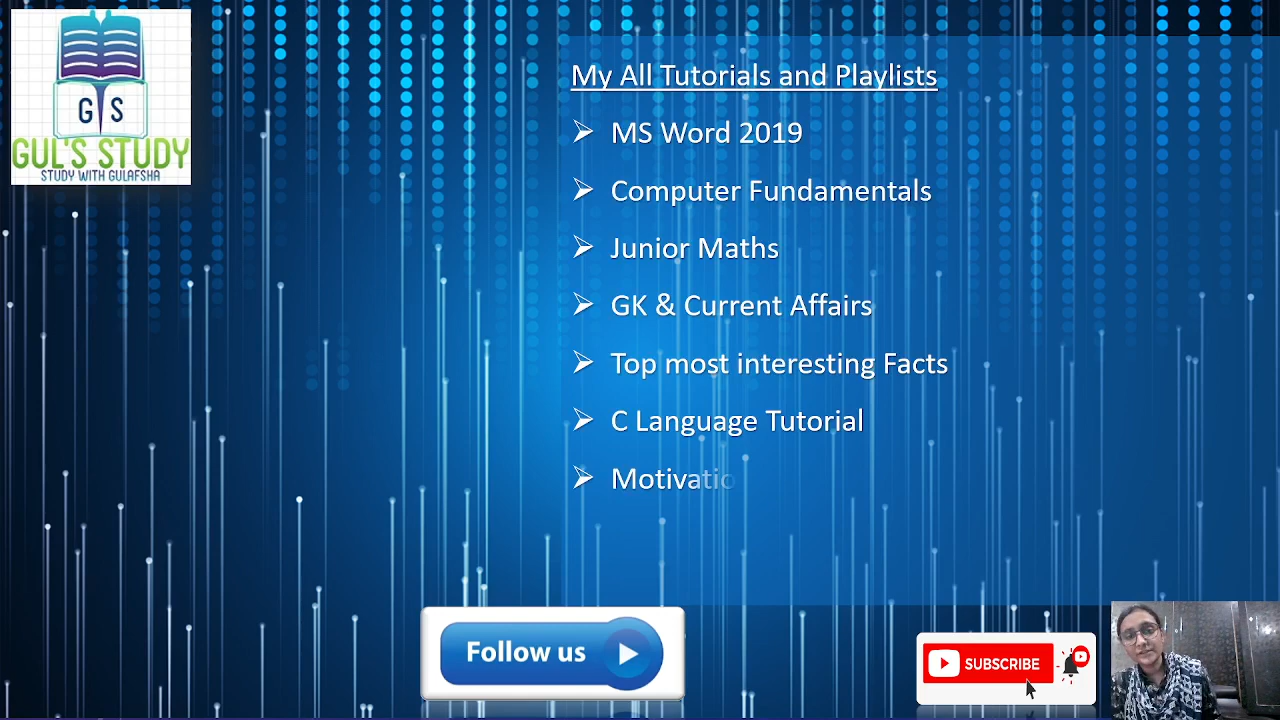 G S
GUL'S STUDY
STUDY WITH GULAFSHA
My All Tutorials and Playlists
MS Word 2019
Computer Fundamentals
Junior Maths
GK & Current Affairs
Top most interesting Facts
C Language Tutorial
Motivatio
Follow us
SUBSCRIBE